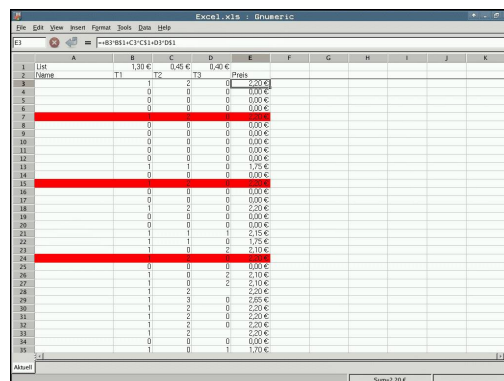 Excel.xls : Gnumeric
File Edit View Insert Format Tools Data Help
E3 = =+B3*B$1+C3*C$1+D3*D$1
A B C D E F G H I J K
1 List 1,30 € 0,45 € 0,40 €
2 Name T1 T2 T3 Preis
3 1 2 0 2,20 €
4 0 0 0 0,00 €
5 0 0 0 0,00 €
6 0 0 0 0,00 €
7
8 0 0 0 0,00 €
9 0 0 0 0,00 €
10 0 0 0 0,00 €
11 0 0 0 0,00 €
12 0 0 0 0,00 €
13 1 1 0 1,75 €
14 0 0 0 0,00 €
15
16 0 0 0 0,00 €
17 0 0 0 0,00 €
18 1 2 0 2,20 €
19 0 0 0 0,00 €
20 0 0 0 0,00 €
21 1 1 1 2,15 €
22 1 1 0 1,75 €
23 1 0 2 2,10 €
24
25 0 0 0 0,00 €
26 1 0 2 2,10 €
27 1 0 2 2,10 €
28 1 2 2,20 €
29 1 3 0 2,65 €
30 1 2 0 2,20 €
31 1 2 0 2,20 €
32 1 2 0 2,20 €
33 1 2 2,20 €
34 0 0 0 0,00 €
35 1 0 1 1,70 €
Aktuell
Sum=2,20 €